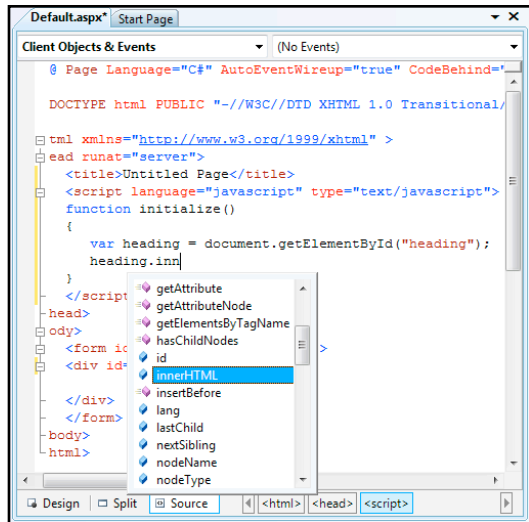 Default.aspx* Start Page
Client Objects & Events (No Events)
@ Page Language="C#" AutoEventWireup="true" CodeBehind="
DOCTYPE html PUBLIC "-//W3C//DTD XHTML 1.0 Transitional/
tml xmlns="http://www.w3.org/1999/xhtml" >
ead runat="server">
<title>Untitled Page</title>
<script language="javascript" type="text/javascript">
function initialize()
{
var heading = document.getElementById("heading");
heading.inn
}
</script
head>
ody>
<form id >
<div id=
</div>
</form>
body>
html>
getAttribute
getAttributeNode
getElementsByTagName
hasChildNodes
id
innerHTML
insertBefore
lang
lastChild
nextSibling
nodeName
nodeType
Design Split Source <html> <head> <script>